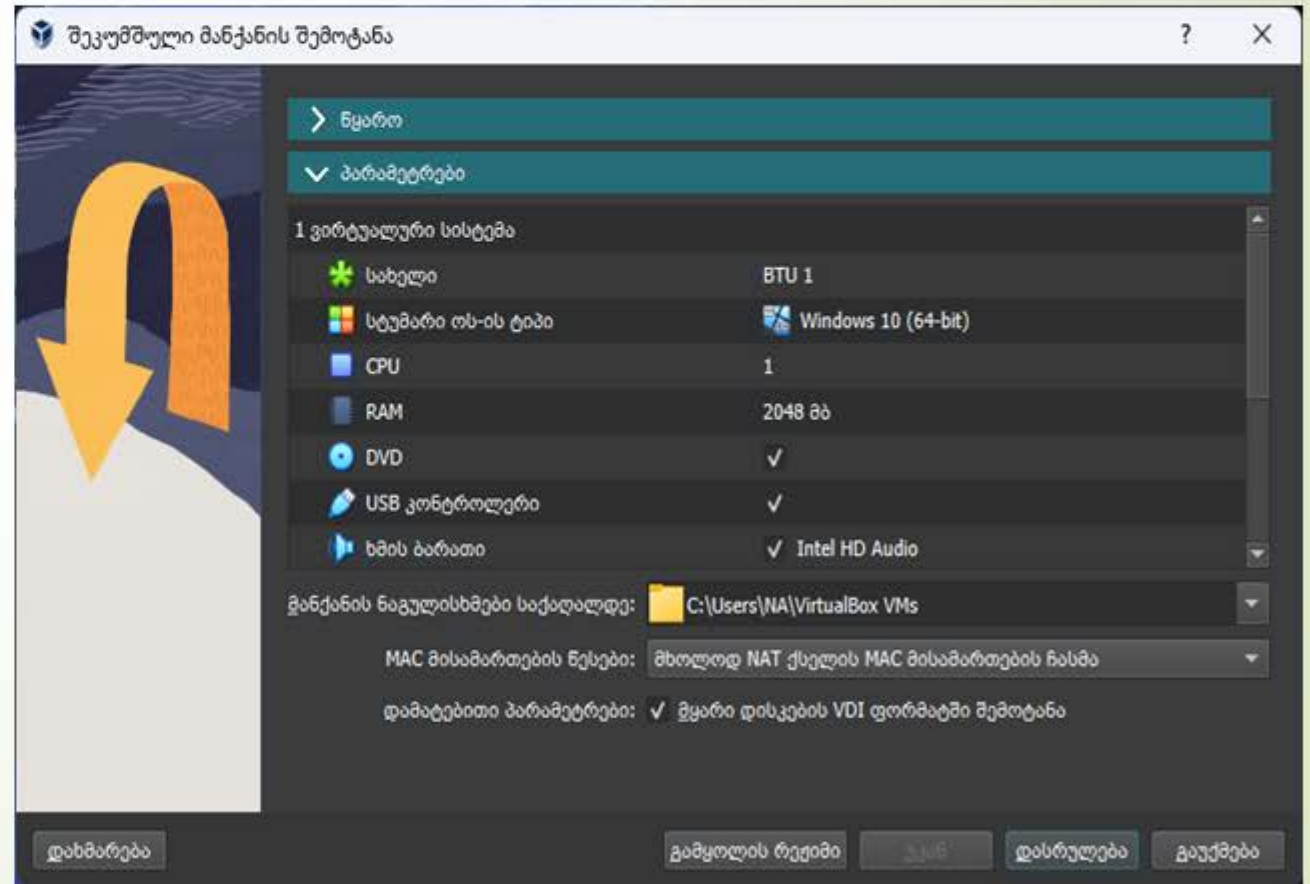 შეკუმშული მანქანის შემოტანა ? X
წყარო
პარამეტრები
1 ვირტუალური სისტემა
სახელი BTU 1
სტუმარი ოს-ის ტიპი Windows 10 (64-bit)
CPU 1
RAM 2048 მბ
DVD ✓
USB კონტროლერი ✓
ხმის ბარათი ✓ Intel HD Audio
მანქანის ნაგულისხმები საქაღალდე: C:\Users\NA\VirtualBox VMs
MAC მისამართების წესები: მხოლოდ NAT ქსელის MAC მისამართების ჩასმა
დამატებითი პარამეტრები: ✓ მყარი დისკების VDI ფორმატში შემოტანა
დახმარება გამყოლის რეჟიმი უკან დასრულება გაუქმება